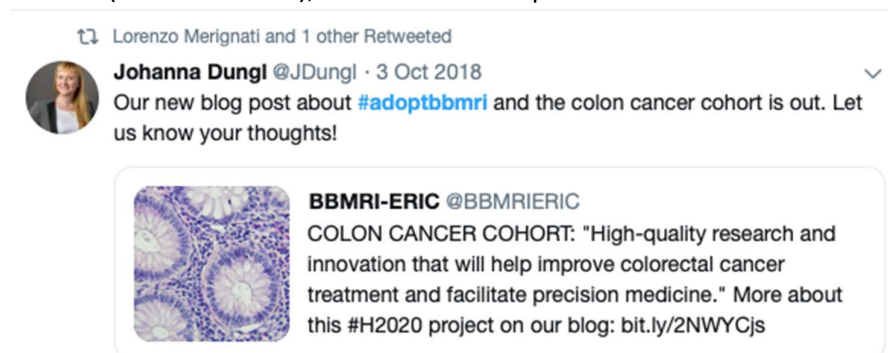 Lorenzo Merignati and 1 other Retweeted
Johanna Dungl @JDungl · 3 Oct 2018
Our new blog post about #adoptbbmri and the colon cancer cohort is out. Let
us know your thoughts!
BBMRI-ERIC @BBMRIERIC
COLON CANCER COHORT: "High-quality research and
innovation that will help improve colorectal cancer
treatment and facilitate precision medicine." More about
this #H2020 project on our blog: bit.ly/2NWYCjs